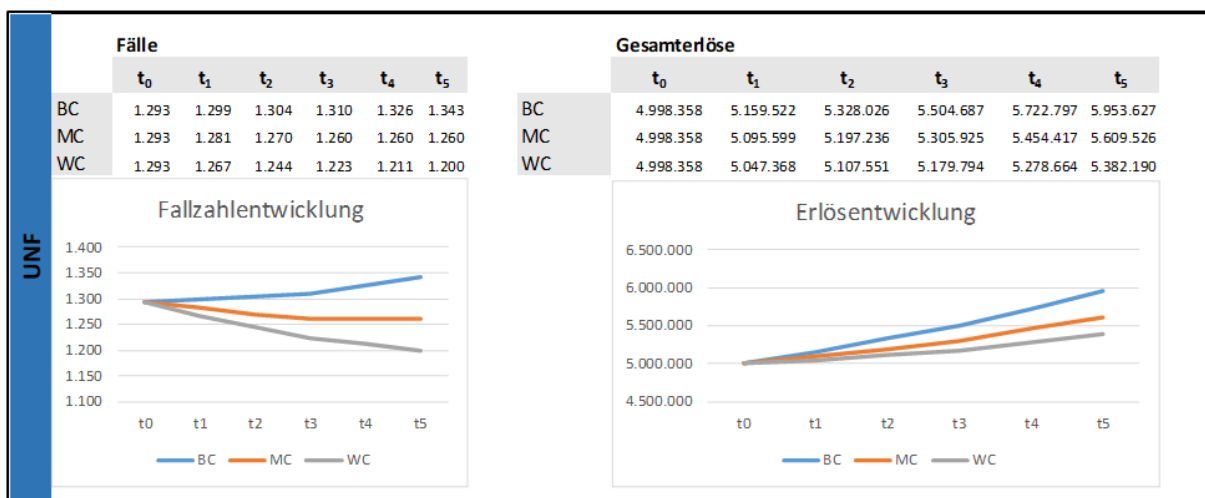 UNF
Fälle
t₀ t₁ t₂ t₃ t₄ t₅
BC 1.293 1.299 1.304 1.310 1.326 1.343
MC 1.293 1.281 1.270 1.260 1.260 1.260
WC 1.293 1.267 1.244 1.223 1.211 1.200
Fallzahlentwicklung
1.400
1.350
1.300
1.250
1.200
1.150
1.100
t0 t1 t2 t3 t4 t5
BC MC WC
Gesamterlöse
t₀ t₁ t₂ t₃ t₄ t₅
BC 4.998.358 5.159.522 5.328.026 5.504.687 5.722.797 5.953.627
MC 4.998.358 5.095.599 5.197.236 5.305.925 5.454.417 5.609.526
WC 4.998.358 5.047.368 5.107.551 5.179.794 5.278.664 5.382.190
Erlösentwicklung
6.500.000
6.000.000
5.500.000
5.000.000
4.500.000
t0 t1 t2 t3 t4 t5
BC MC WC